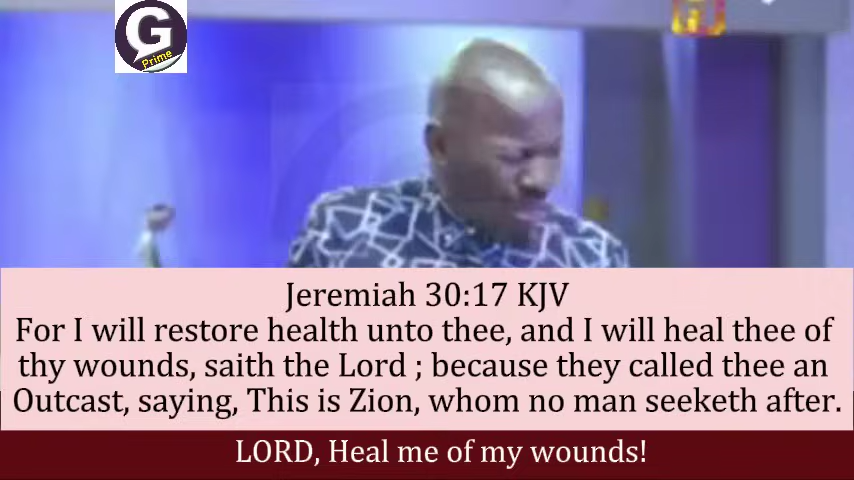 G
Prime
Jeremiah 30:17 KJV
For I will restore health unto thee, and I will heal thee of
thy wounds, saith the Lord ; because they called thee an
Outcast, saying, This is Zion, whom no man seeketh after.
LORD, Heal me of my wounds!